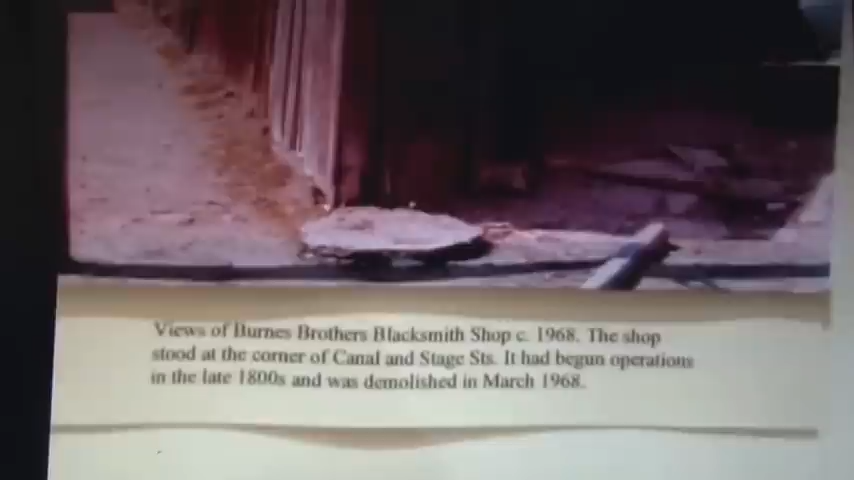 Views of Burnes Brothers Blacksmith Shop c. 1968. The shop
stood at the corner of Canal and Stage Sts. It had begun operations
in the late 1800s and was demolished in March 1968.